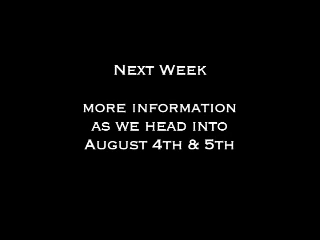 Next Week
more information
as we head into
August 4th & 5th